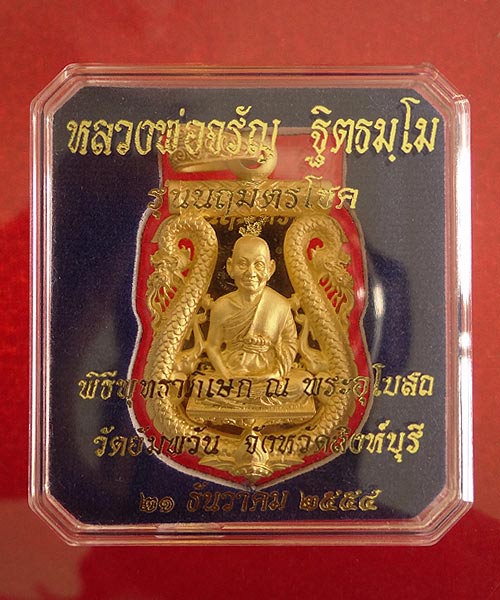 หลวงพ่อจรัญ ฐิตธมฺโม
รุ่นนฤมิตรโชค
พิธีพุทธาภิเษก ณ พระอุโบสถ
วัดอัมพวัน จังหวัดสิงห์บุรี
๒๑ ธันวาคม ๒๕๕๔